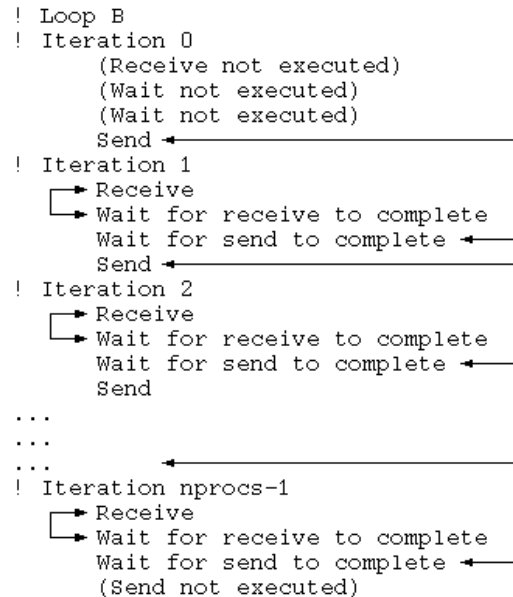 ! Loop B
! Iteration 0
(Receive not executed)
(Wait not executed)
(Wait not executed)
Send
! Iteration 1
Receive
Wait for receive to complete
Wait for send to complete
Send
! Iteration 2
Receive
Wait for receive to complete
Wait for send to complete
Send
...
...
...
! Iteration nprocs-1
Receive
Wait for receive to complete
Wait for send to complete
(Send not executed)